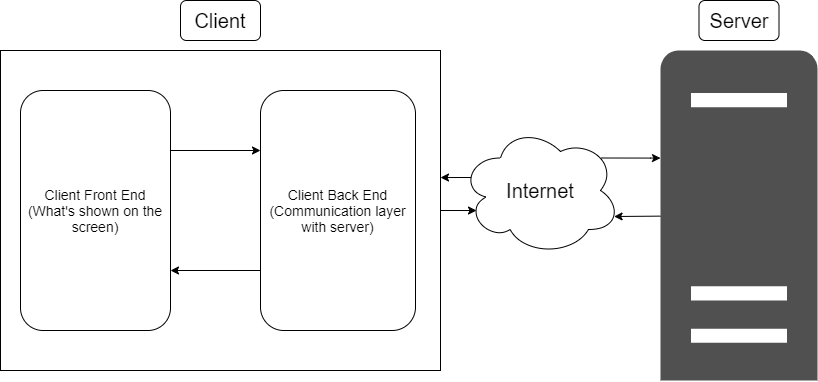 Client
Server
Client Front End
(What's shown on the
screen)
Client Back End
(Communication layer
with server)
Internet